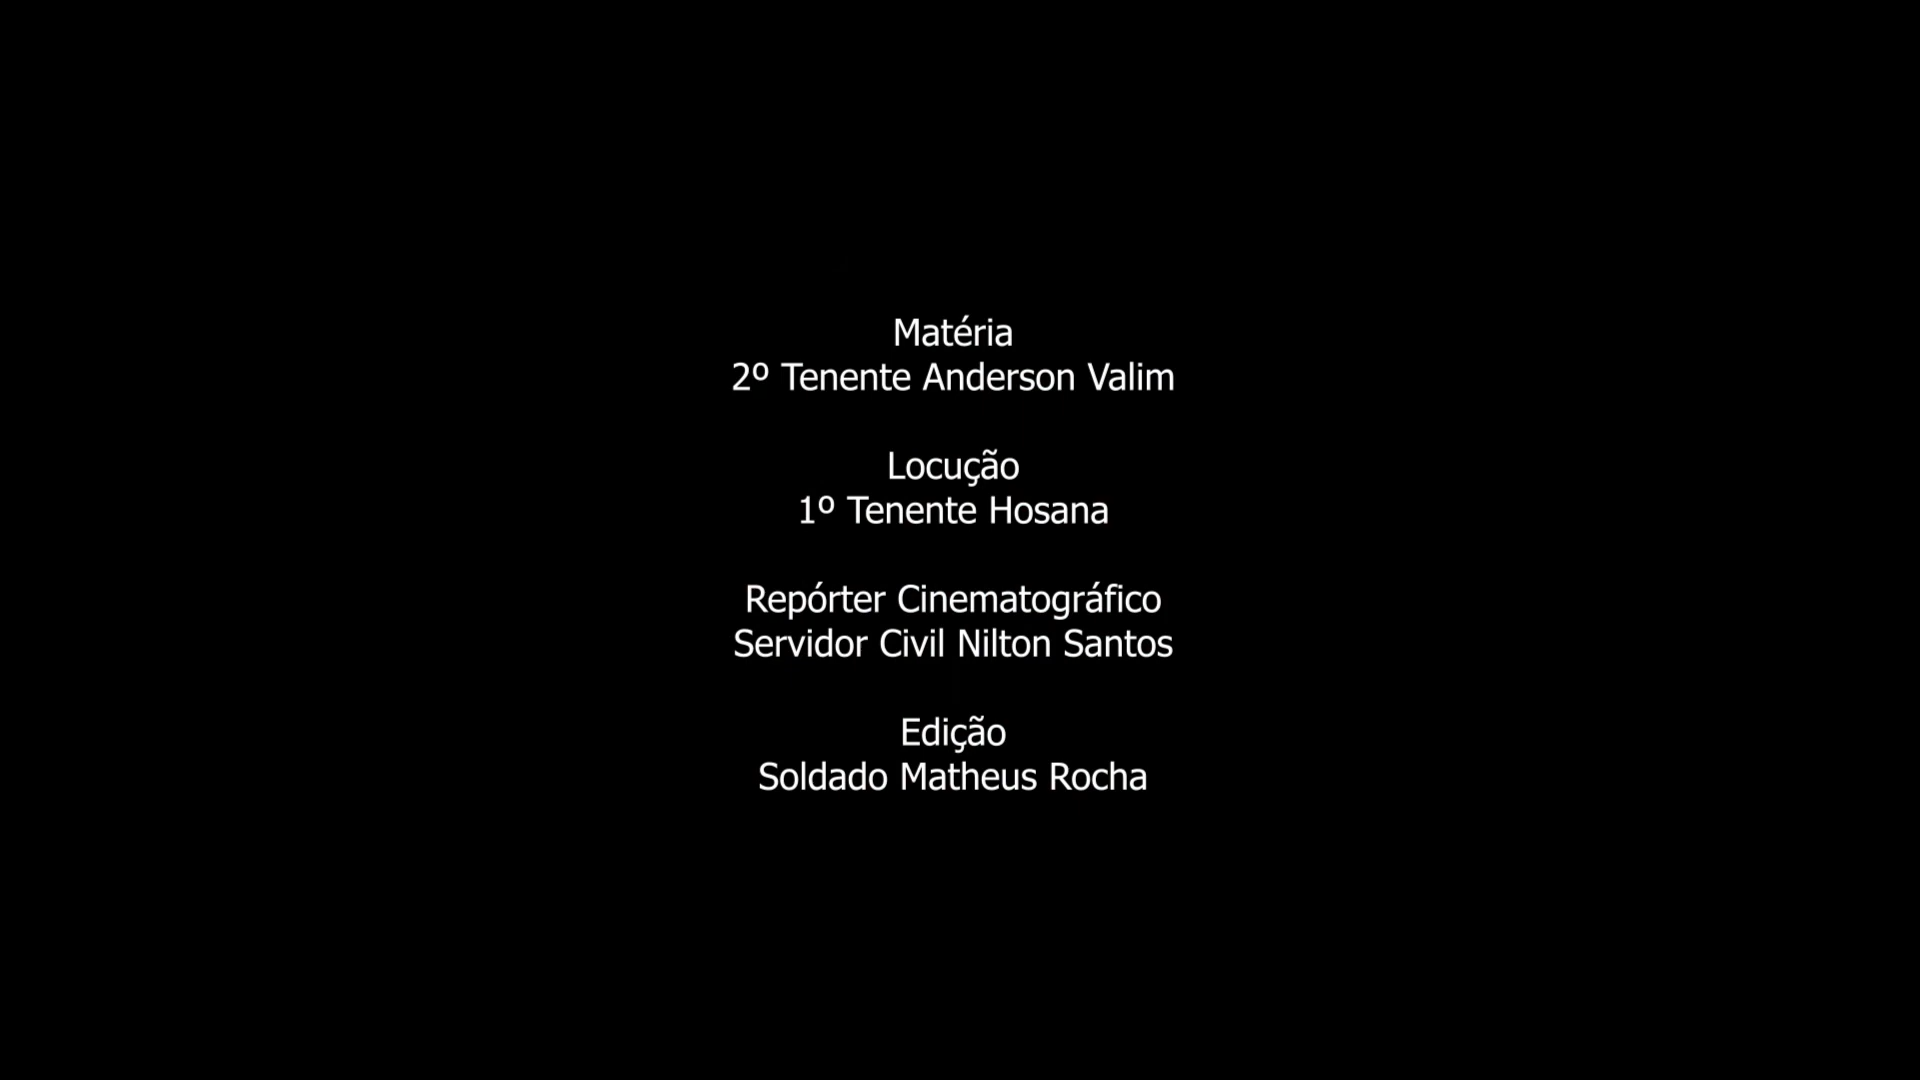 Matéria
2º Tenente Anderson Valim
Locução
1º Tenente Hosana
Repórter Cinematográfico
Servidor Civil Nilton Santos
Edição
Soldado Matheus Rocha